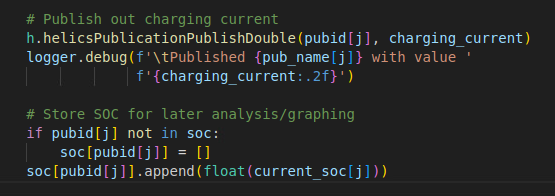 # Publish out charging current
h.helicsPublicationPublishDouble(pubid[j], charging_current)
logger.debug(f'\tPublished {pub_name[j]} with value '
             f'{charging_current:.2f}')

# Store SOC for later analysis/graphing
if pubid[j] not in soc:
    soc[pubid[j]] = []
soc[pubid[j]].append(float(current_soc[j]))